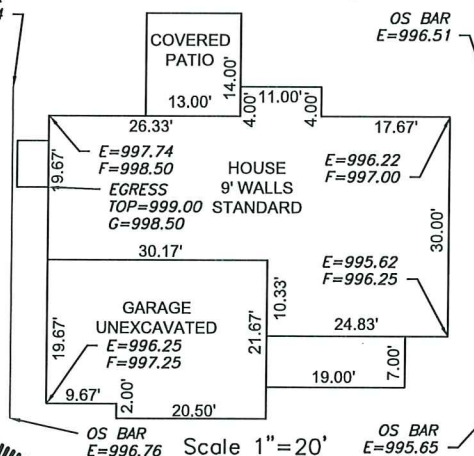 OS BAR
E=996.51
COVERED
PATIO
14.00'
13.00'
11.00'
4.00'
4.00'
26.33'
17.67'
19.67'
E=997.74
F=998.50
EGRESS
TOP=999.00
G=998.50
HOUSE
9' WALLS
STANDARD
E=996.22
F=997.00
30.00'
30.17'
E=995.62
F=996.25
10.33'
24.83'
GARAGE
UNEXCAVATED
E=996.25
F=997.25
19.67'
21.67'
7.00'
19.00'
9.67'
2.00'
20.50'
OS BAR
E=996.76
Scale 1"=20'
OS BAR
E=995.65